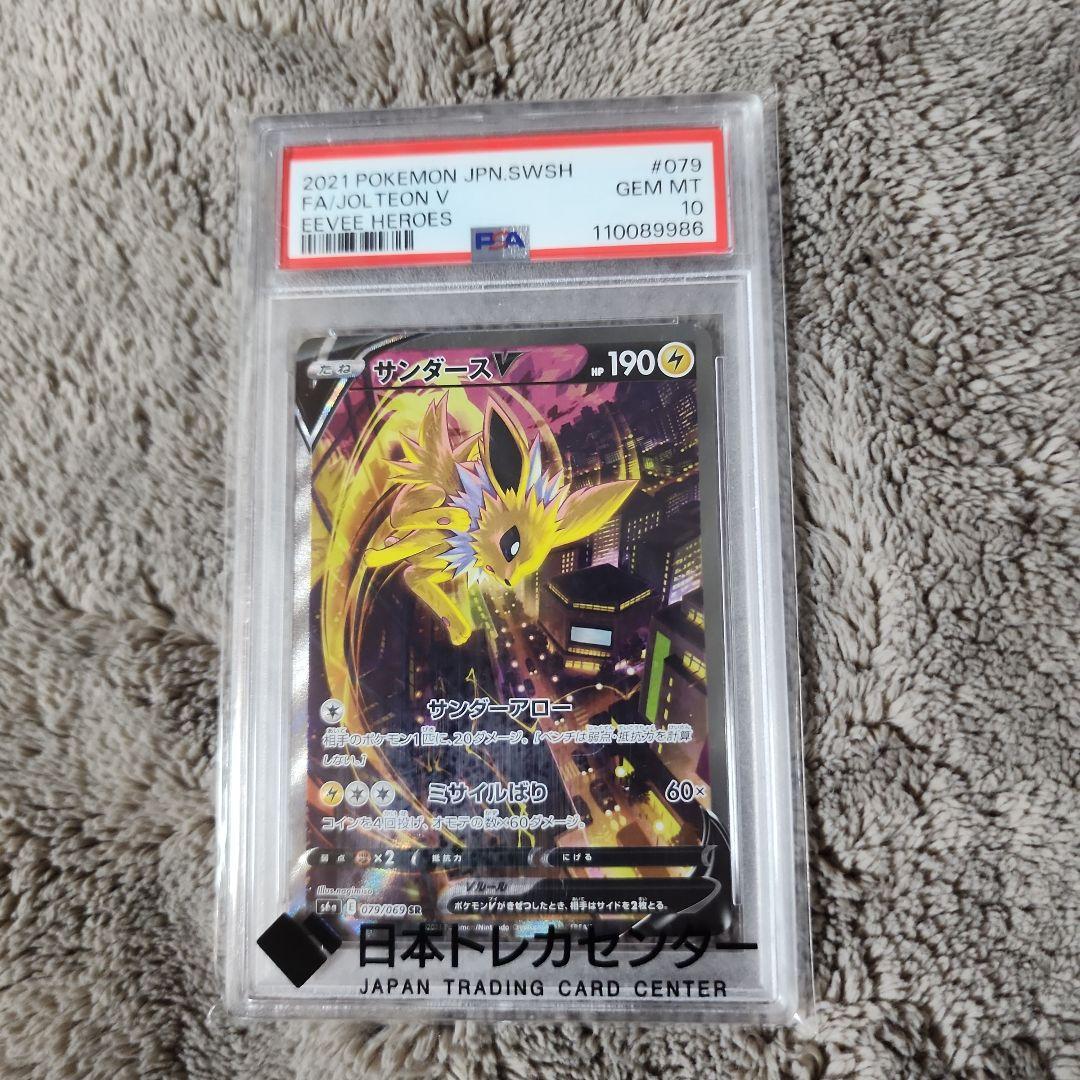 2021 POKEMON JPN.SWSH #079
FA/JOLTEON V GEM MT
EEVEE HEROES 10
PSA 110089986
たね サンダースV HP 190
サンダーアロー
相手のポケモン1匹に、20ダメージ。[ベンチは弱点・抵抗力を計算
しない。]
ミサイルばり 60×
コインを4回投げ、オモテの数×60ダメージ。
弱点 ×2 抵抗力 にげる
Illus. nagimiso
Vルール
s6a E 079/069 SR ポケモンVがきぜつしたとき、相手はサイドを2枚とる。
日本トレカセンター
JAPAN TRADING CARD CENTER